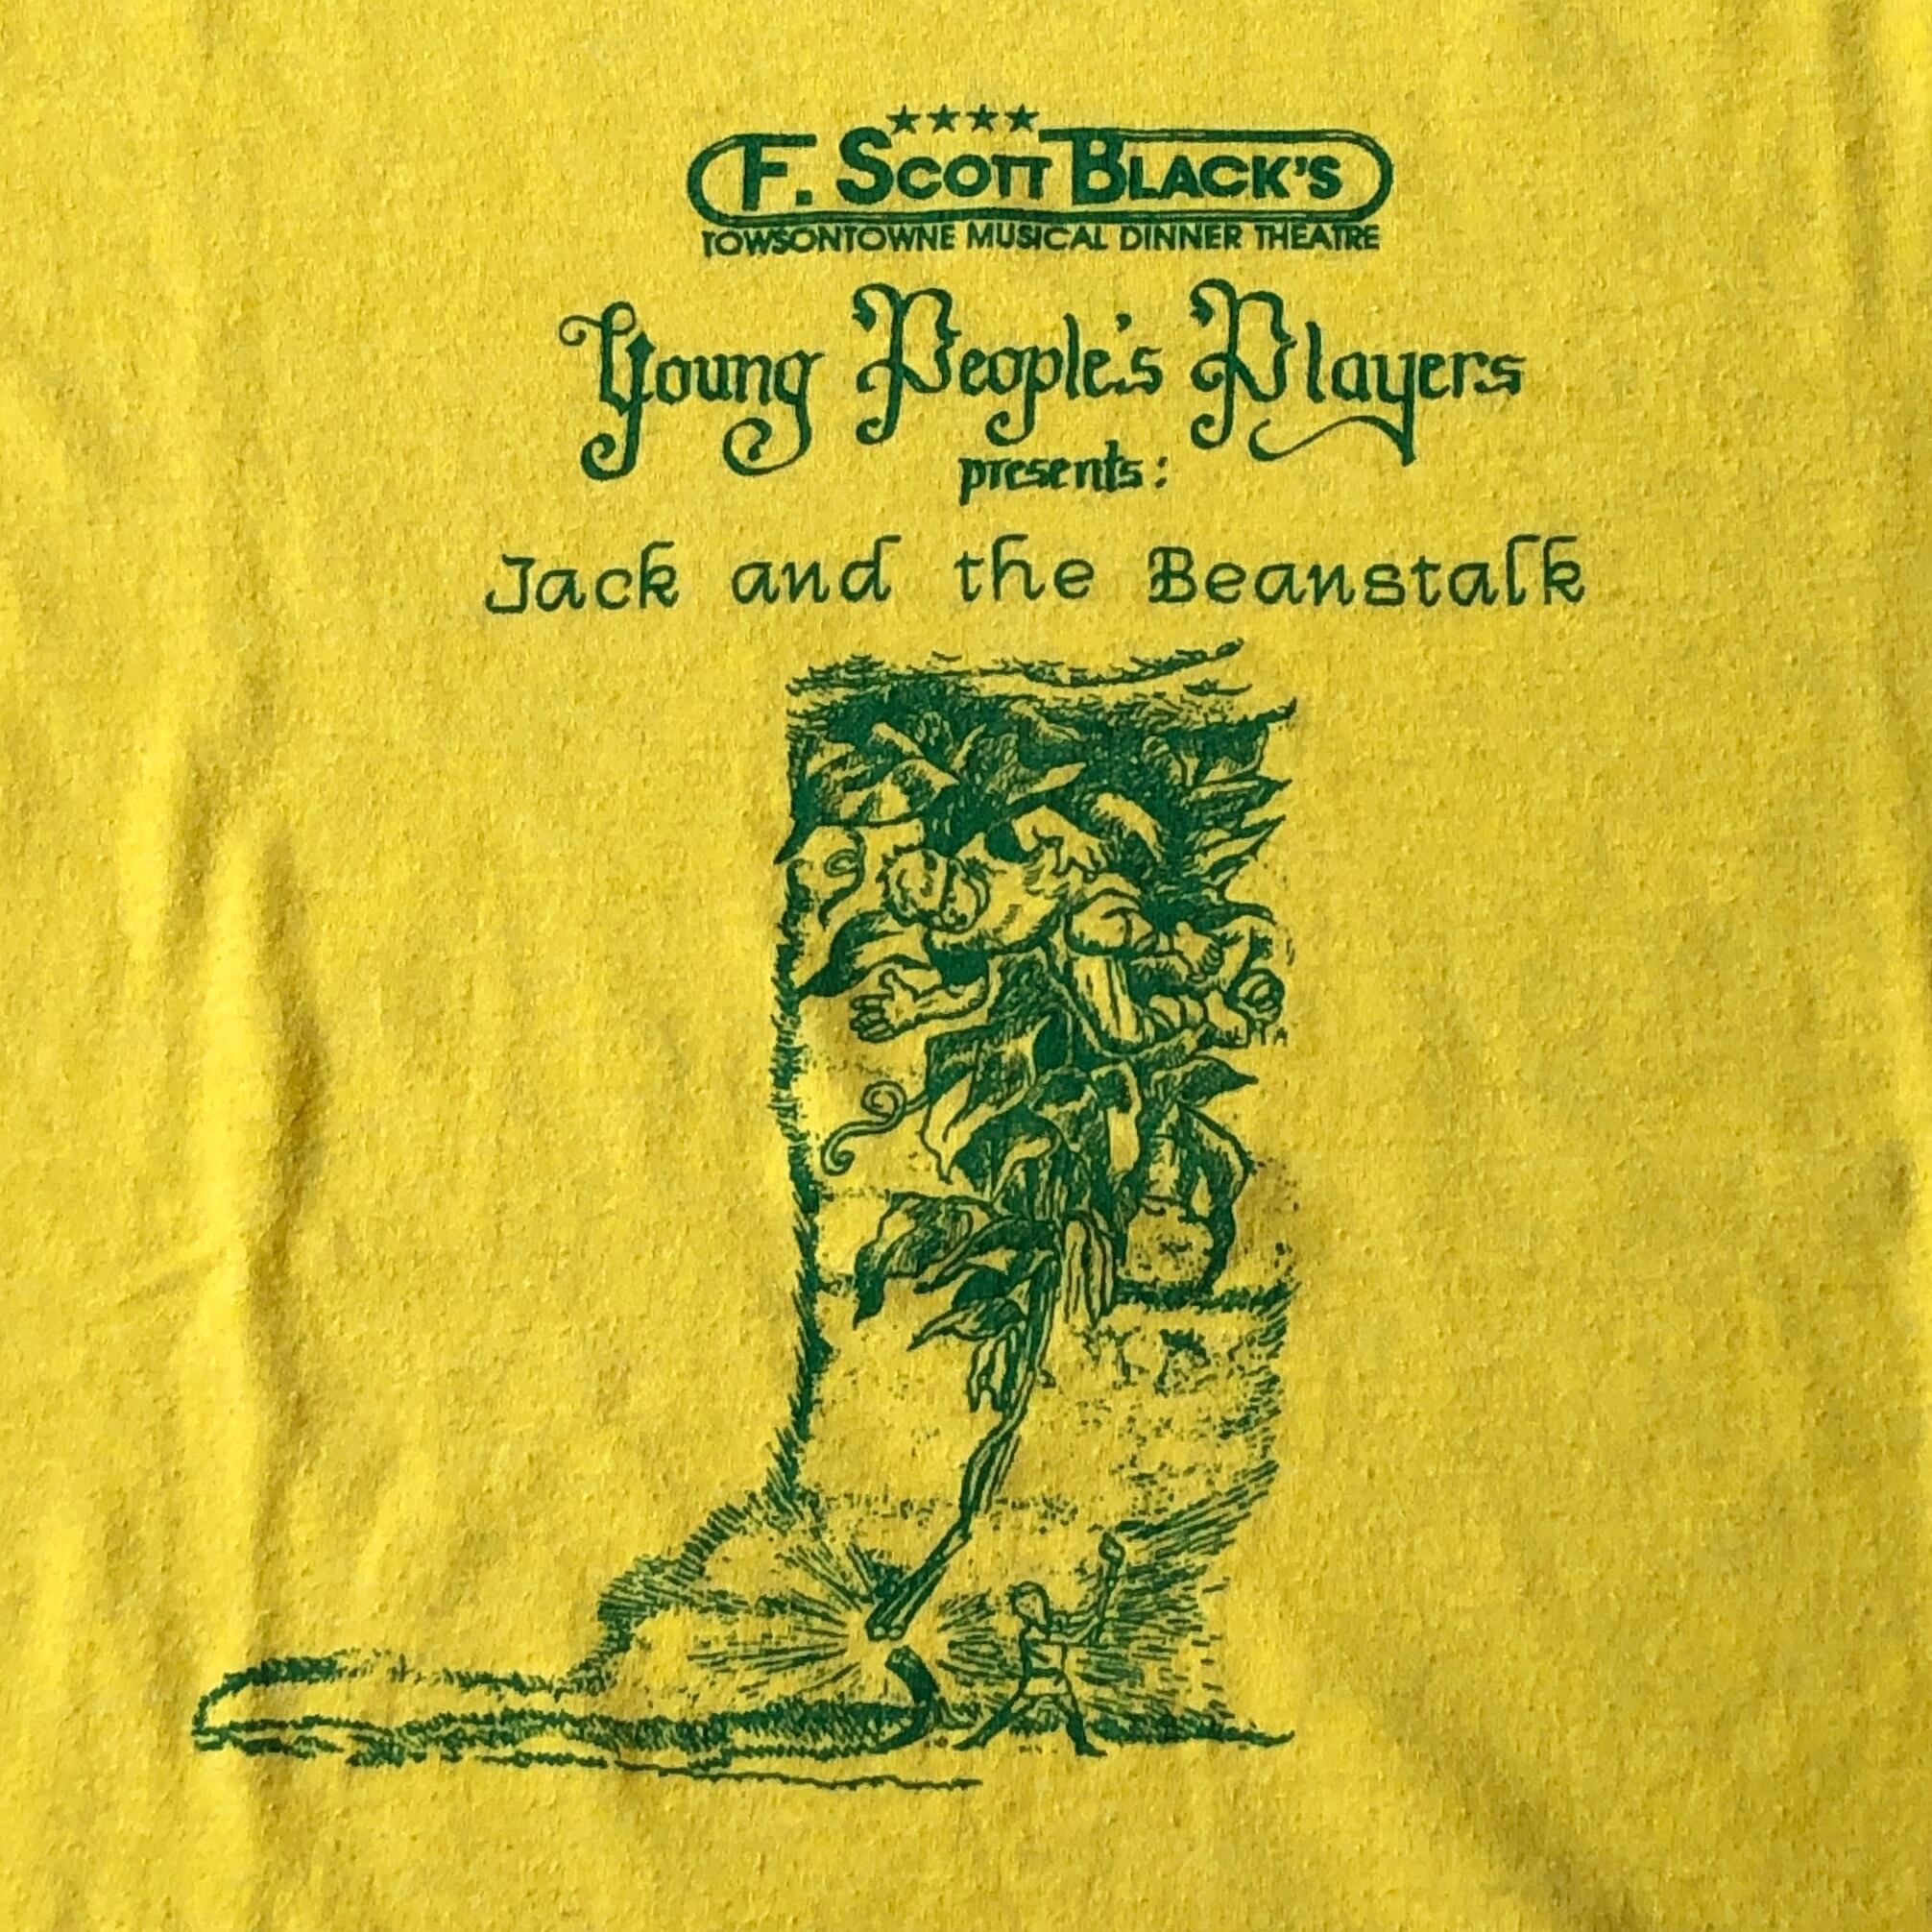 F. SCOTT BLACK'S
TOWSONTOWNE MUSICAL DINNER THEATRE
Young People's Players
presents:
Jack and the Beanstalk